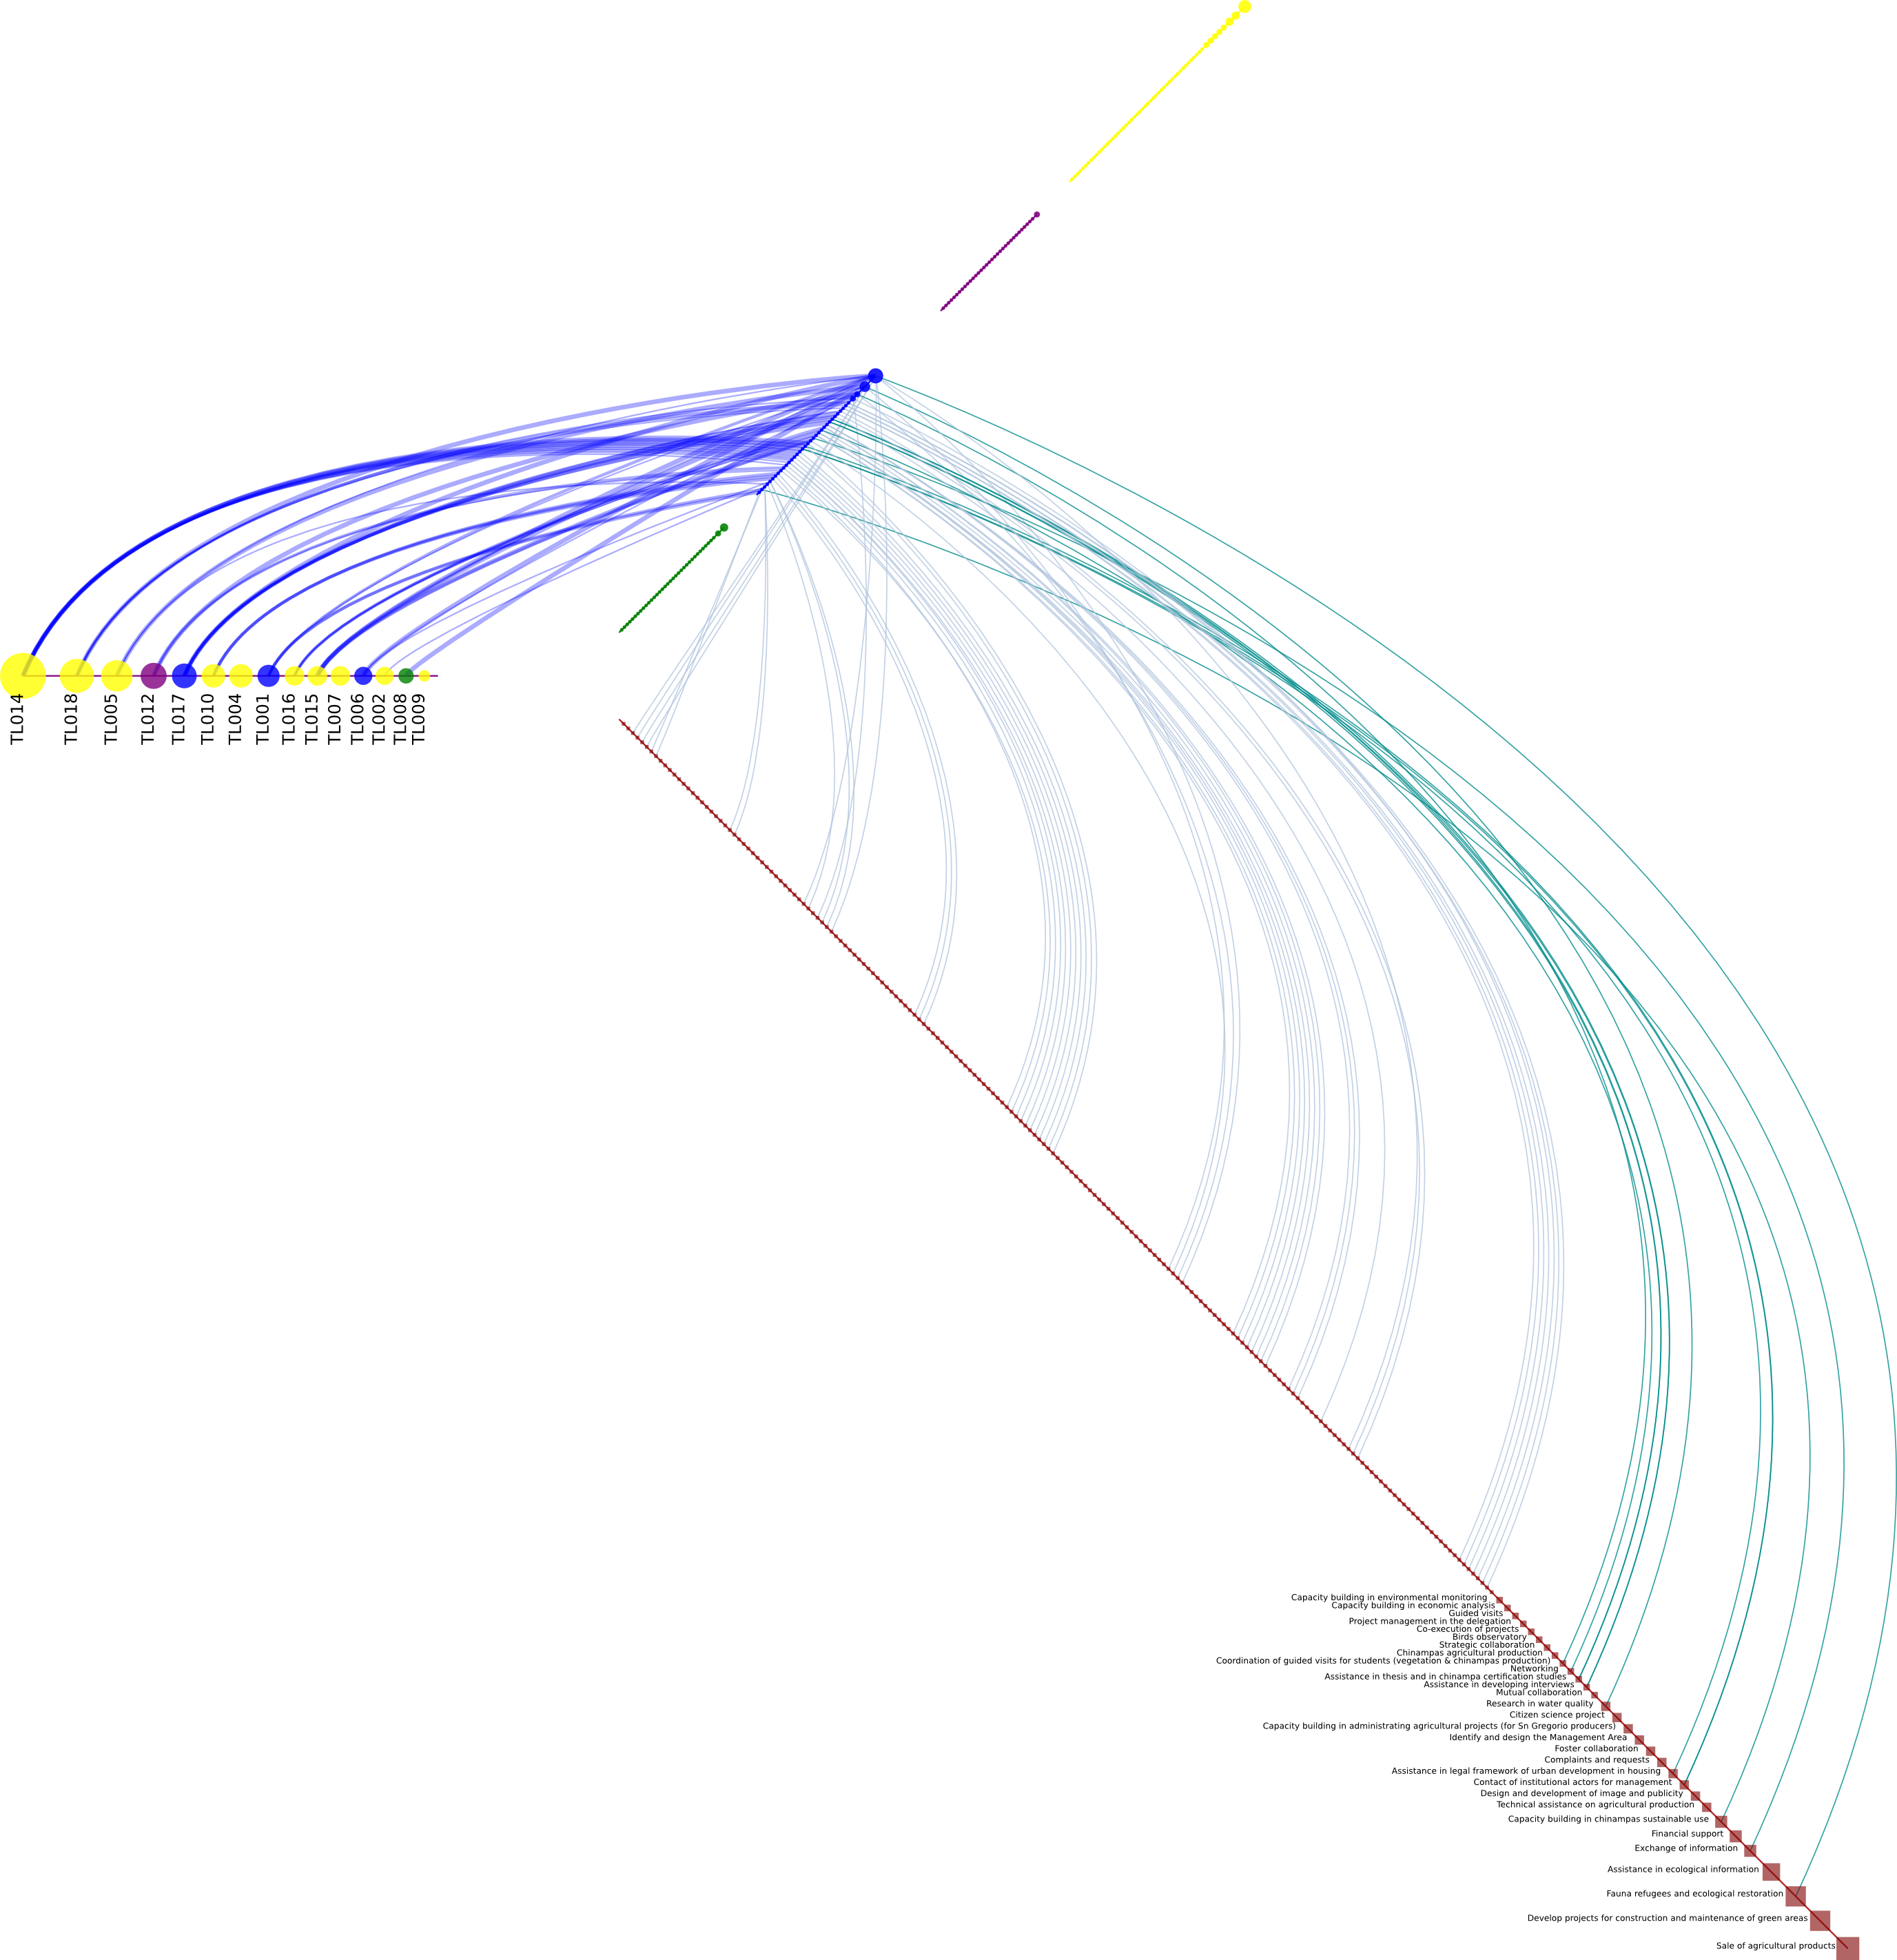 TL014
TL018
TL005
TL012
TL017
TL010
TL004
TL001
TL016
TL015
TL007
TL006
TL002
TL008
TL009
Capacity building in environmental monitoring
Capacity building in economic analysis
Guided visits
Project management in the delegation
Co-execution of projects
Birds observatory
Strategic collaboration
Chinampas agricultural production
Coordination of guided visits for students (vegetation & chinampas production)
Networking
Assistance in thesis and in chinampa certification studies
Assistance in developing interviews
Mutual collaboration
Research in water quality
Citizen science project
Capacity building in administrating agricultural projects (for Sn Gregorio producers)
Identify and design the Management Area
Foster collaboration
Complaints and requests
Assistance in legal framework of urban development in housing
Contact of institutional actors for management
Design and development of image and publicity
Technical assistance on agricultural production
Capacity building in chinampas sustainable use
Financial support
Exchange of information
Assistance in ecological information
Fauna refugees and ecological restoration
Develop projects for construction and maintenance of green areas
Sale of agricultural products